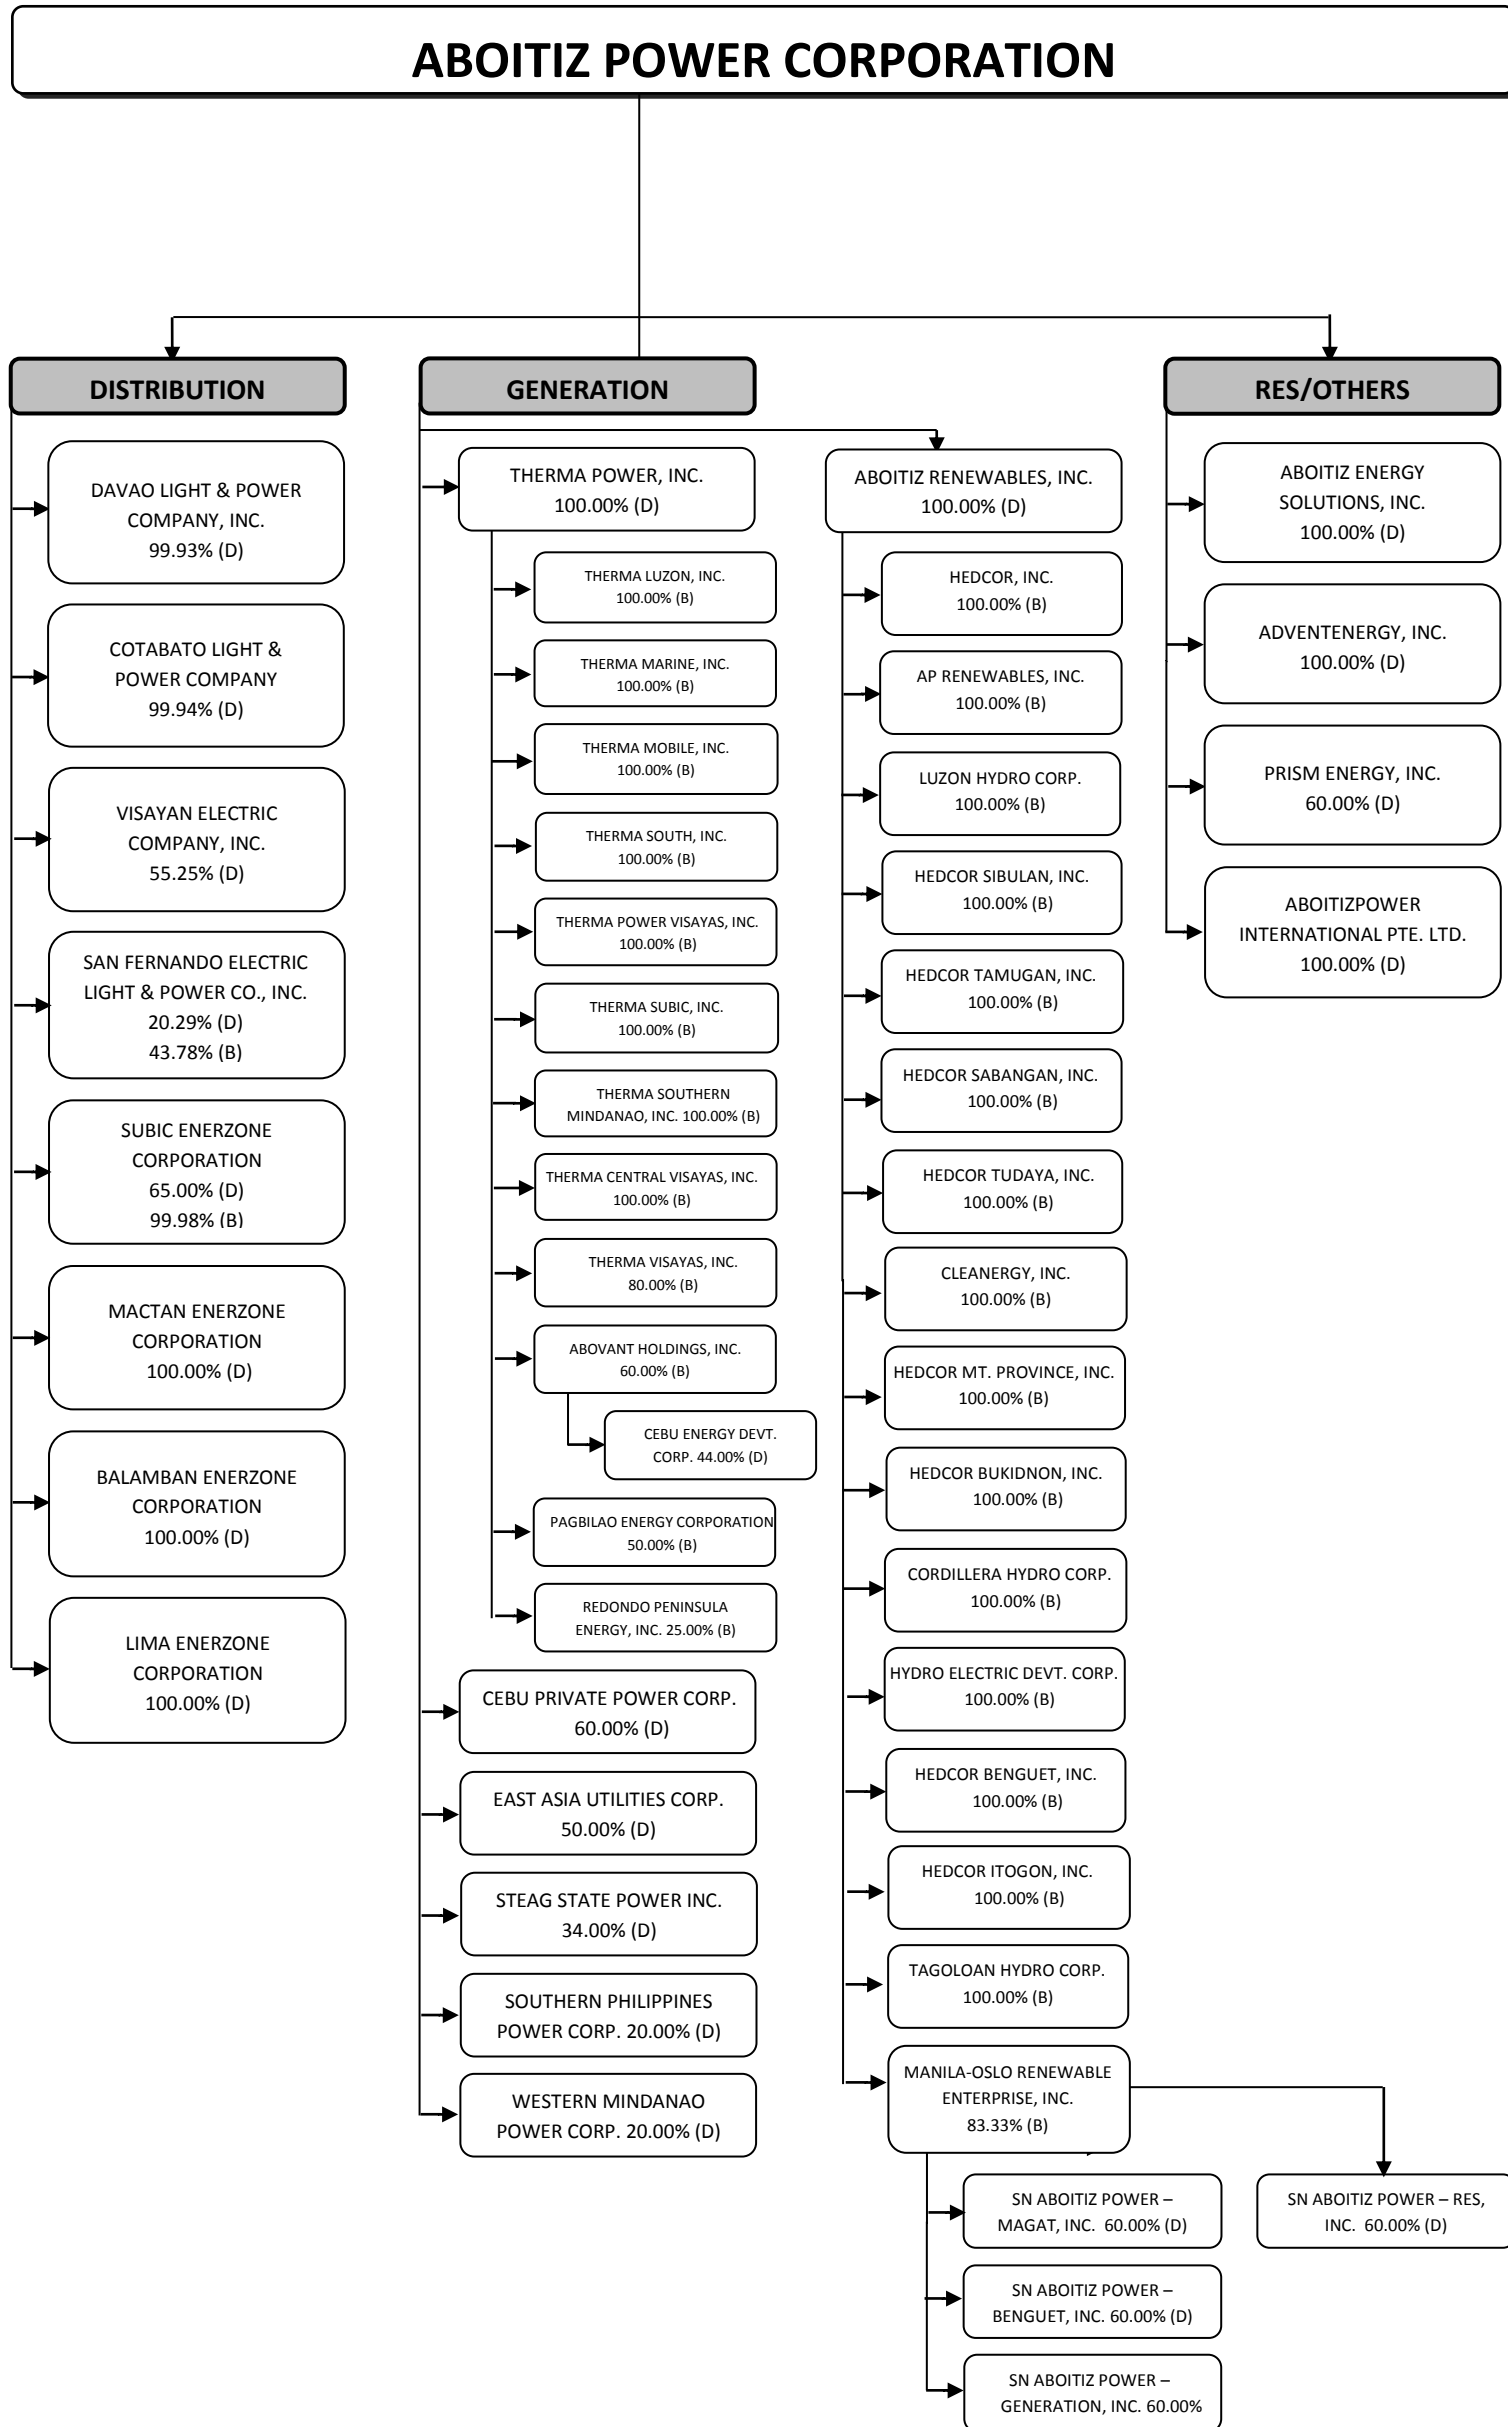 ABOITIZ POWER CORPORATION
DISTRIBUTION
DAVAO LIGHT & POWER
COMPANY, INC.
99.93% (D)
COTABATO LIGHT &
POWER COMPANY
99.94% (D)
VISAYAN ELECTRIC
COMPANY, INC.
55.25% (D)
SAN FERNANDO ELECTRIC
LIGHT & POWER CO., INC.
20.29% (D)
43.78% (B)
SUBIC ENERZONE
CORPORATION
65.00% (D)
99.98% (B)
MACTAN ENERZONE
CORPORATION
100.00% (D)
BALAMBAN ENERZONE
CORPORATION
100.00% (D)
LIMA ENERZONE
CORPORATION
100.00% (D)
GENERATION
THERMA POWER, INC.
100.00% (D)
THERMA LUZON, INC.
100.00% (B)
THERMA MARINE, INC.
100.00% (B)
THERMA MOBILE, INC.
100.00% (B)
THERMA SOUTH, INC.
100.00% (B)
THERMA POWER VISAYAS, INC.
100.00% (B)
THERMA SUBIC, INC.
100.00% (B)
THERMA SOUTHERN
MINDANAO, INC. 100.00% (B)
THERMA CENTRAL VISAYAS, INC.
100.00% (B)
THERMA VISAYAS, INC.
80.00% (B)
ABOVANT HOLDINGS, INC.
60.00% (B)
CEBU ENERGY DEVT.
CORP. 44.00% (D)
PAGBILAO ENERGY CORPORATION
50.00% (B)
REDONDO PENINSULA
ENERGY, INC. 25.00% (B)
CEBU PRIVATE POWER CORP.
60.00% (D)
EAST ASIA UTILITIES CORP.
50.00% (D)
STEAG STATE POWER INC.
34.00% (D)
SOUTHERN PHILIPPINES
POWER CORP. 20.00% (D)
WESTERN MINDANAO
POWER CORP. 20.00% (D)
ABOITIZ RENEWABLES, INC.
100.00% (D)
HEDCOR, INC.
100.00% (B)
AP RENEWABLES, INC.
100.00% (B)
LUZON HYDRO CORP.
100.00% (B)
HEDCOR SIBULAN, INC.
100.00% (B)
HEDCOR TAMUGAN, INC.
100.00% (B)
HEDCOR SABANGAN, INC.
100.00% (B)
HEDCOR TUDAYA, INC.
100.00% (B)
CLEANERGY, INC.
100.00% (B)
HEDCOR MT. PROVINCE, INC.
100.00% (B)
HEDCOR BUKIDNON, INC.
100.00% (B)
CORDILLERA HYDRO CORP.
100.00% (B)
HYDRO ELECTRIC DEVT. CORP.
100.00% (B)
HEDCOR BENGUET, INC.
100.00% (B)
HEDCOR ITOGON, INC.
100.00% (B)
TAGOLOAN HYDRO CORP.
100.00% (B)
MANILA-OSLO RENEWABLE
ENTERPRISE, INC.
83.33% (B)
SN ABOITIZ POWER –
MAGAT, INC. 60.00% (D)
SN ABOITIZ POWER –
BENGUET, INC. 60.00% (D)
SN ABOITIZ POWER –
GENERATION, INC. 60.00%
SN ABOITIZ POWER – RES,
INC. 60.00% (D)
RES/OTHERS
ABOITIZ ENERGY
SOLUTIONS, INC.
100.00% (D)
ADVENTENERGY, INC.
100.00% (D)
PRISM ENERGY, INC.
60.00% (D)
ABOITIZPOWER
INTERNATIONAL PTE. LTD.
100.00% (D)